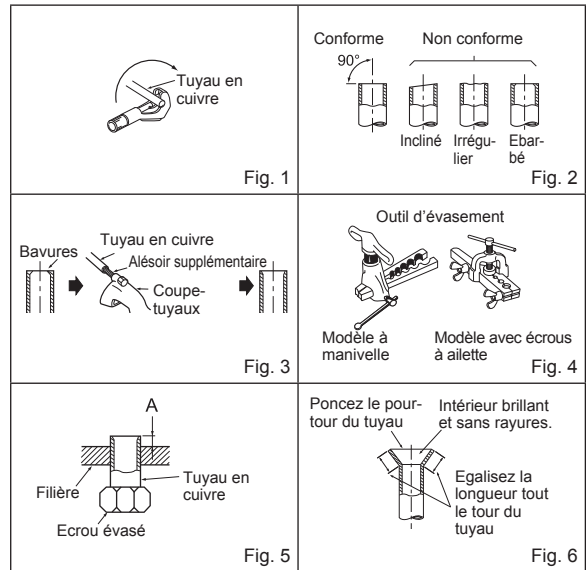 Tuyau en
cuivre
Fig. 1
Conforme
Non conforme
90°
Incliné
Irrégu-
lier
Ebar-
bé
Fig. 2
Bavures
Tuyau en cuivre
Alésoir supplémentaire
Coupe-
tuyaux
Fig. 3
Outil d'évasement
Modèle à
manivelle
Modèle avec écrous
à ailette
Fig. 4
A
Filière
Tuyau en
cuivre
Ecrou évasé
Fig. 5
Poncez le pour-
tour du tuyau
Intérieur brillant
et sans rayures.
Egalisez la
longueur tout
le tour du
tuyau
Fig. 6